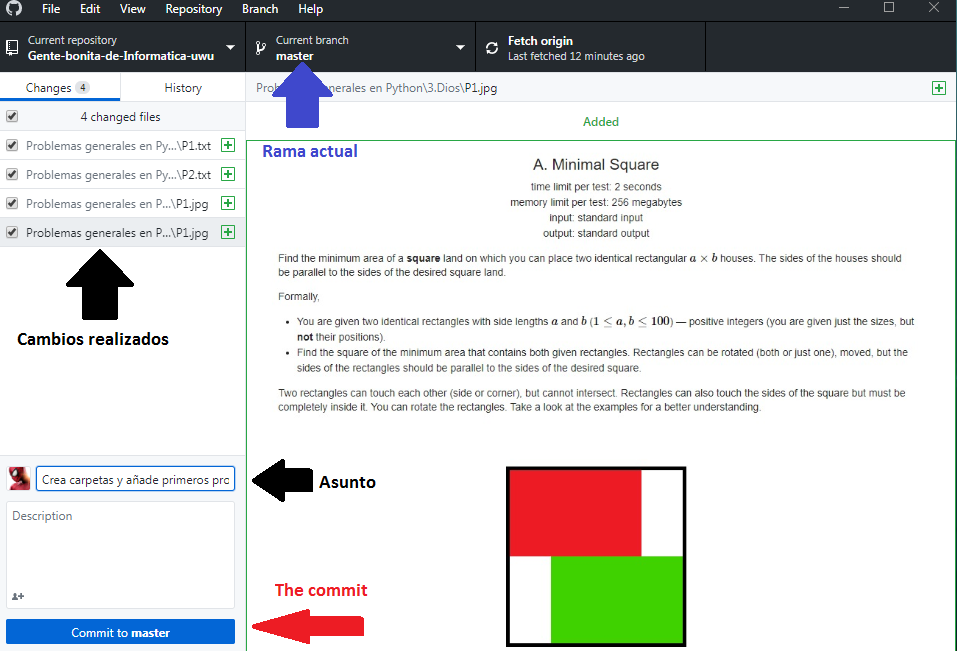 File Edit View Repository Branch Help
Current repository
Gente-bonita-de-Informatica-uwu
Current branch
master
Fetch origin
Last fetched 12 minutes ago
Changes 4
History
nerales en Python\3.Dios\P1.jpg
4 changed files
Added
Problemas generales en Py...\P1.txt
Problemas generales en Py...\P2.txt
Problemas generales en P...\P1.jpg
Problemas generales en P...\P1.jpg
Rama actual
Cambios realizados
A. Minimal Square
time limit per test: 2 seconds
memory limit per test: 256 megabytes
input: standard input
output: standard output
Find the minimum area of a square land on which you can place two identical rectangular a × b houses. The sides of the houses should
be parallel to the sides of the desired square land.
Formally,
• You are given two identical rectangles with side lengths a and b (1 ≤ a, b ≤ 100) — positive integers (you are given just the sizes, but
not their positions).
• Find the square of the minimum area that contains both given rectangles. Rectangles can be rotated (both or just one), moved, but the
sides of the rectangles should be parallel to the sides of the desired square.
Two rectangles can touch each other (side or corner), but cannot intersect. Rectangles can also touch the sides of the square but must be
completely inside it. You can rotate the rectangles. Take a look at the examples for a better understanding.
Crea carpetas y añade primeros pro
Asunto
Description
The commit
Commit to master